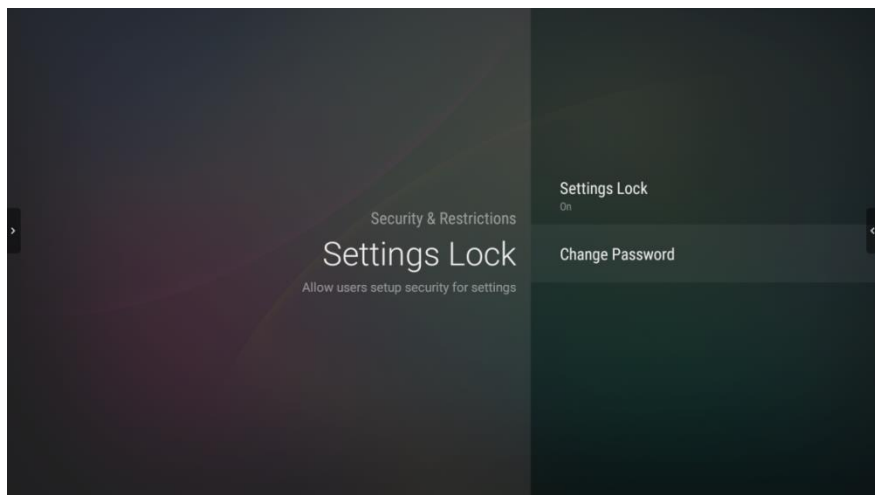 Security & Restrictions
Settings Lock
Allow users setup security for settings
Settings Lock
On
Change Password